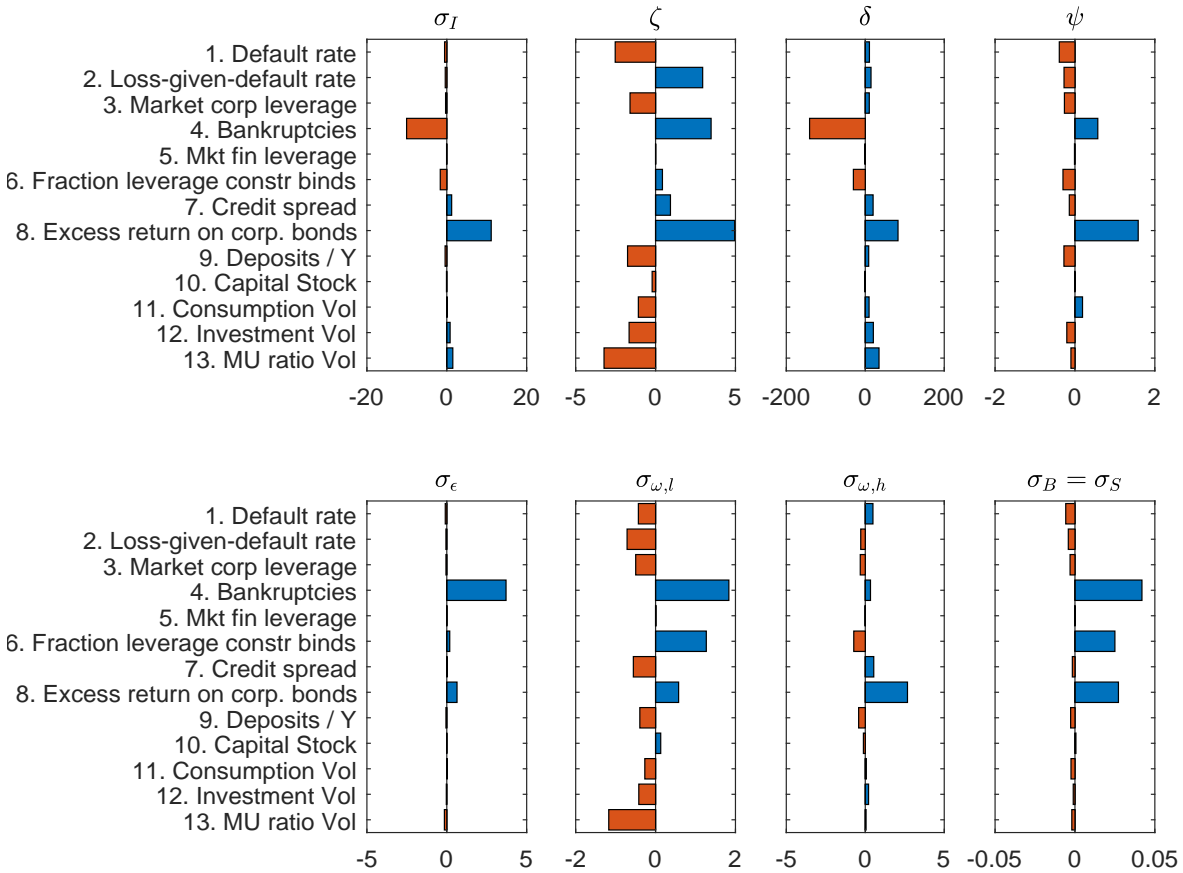 σ_I ζ δ ψ
1. Default rate
2. Loss-given-default rate
3. Market corp leverage
4. Bankruptcies
5. Mkt fin leverage
6. Fraction leverage constr binds
7. Credit spread
8. Excess return on corp. bonds
9. Deposits / Y
10. Capital Stock
11. Consumption Vol
12. Investment Vol
13. MU ratio Vol
-20 0 20 -5 0 5 -200 0 200 -2 0 2
σ_ϵ σ_{ω,l} σ_{ω,h} σ_B = σ_S
1. Default rate
2. Loss-given-default rate
3. Market corp leverage
4. Bankruptcies
5. Mkt fin leverage
6. Fraction leverage constr binds
7. Credit spread
8. Excess return on corp. bonds
9. Deposits / Y
10. Capital Stock
11. Consumption Vol
12. Investment Vol
13. MU ratio Vol
-5 0 5 -2 0 2 -5 0 5 -0.05 0 0.05